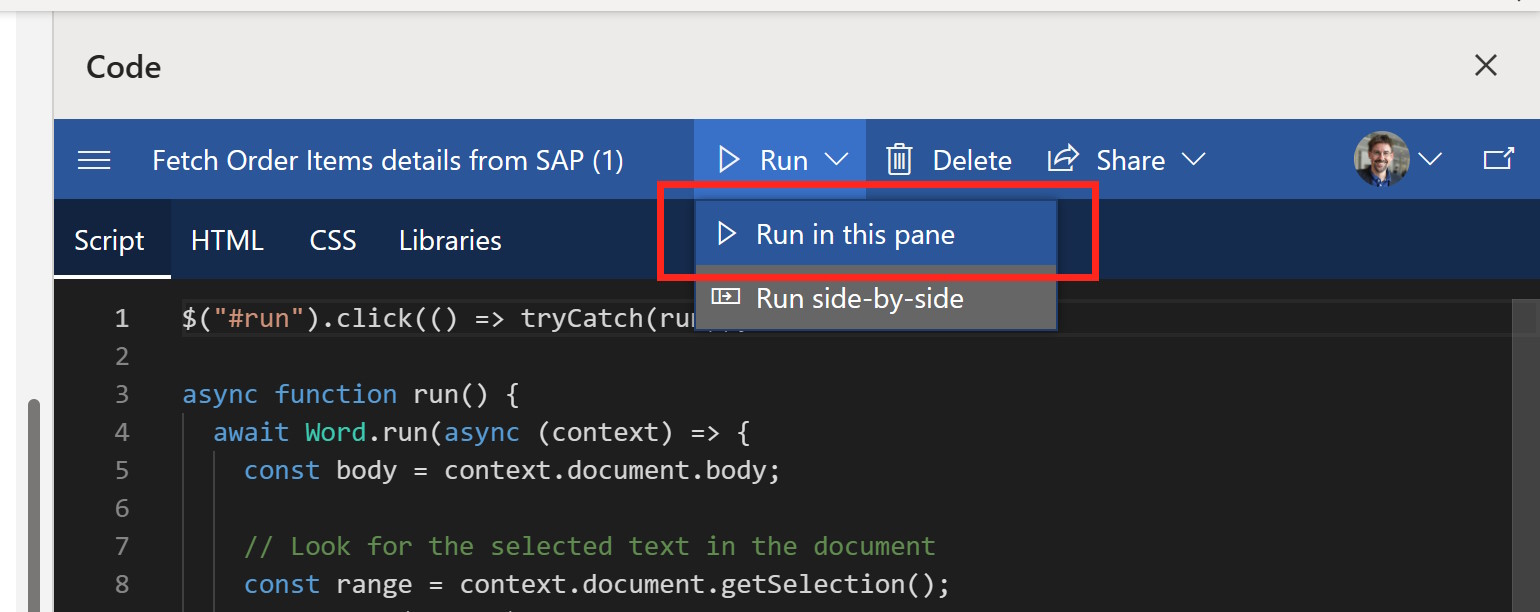 Code
Fetch Order Items details from SAP (1) Run Delete Share
Script HTML CSS Libraries
Run in this pane
Run side-by-side
1 $("#run").click(() => tryCatch(
2
3 async function run() {
4 await Word.run(async (context) => {
5 const body = context.document.body;
6
7 // Look for the selected text in the document
8 const range = context.document.getSelection();